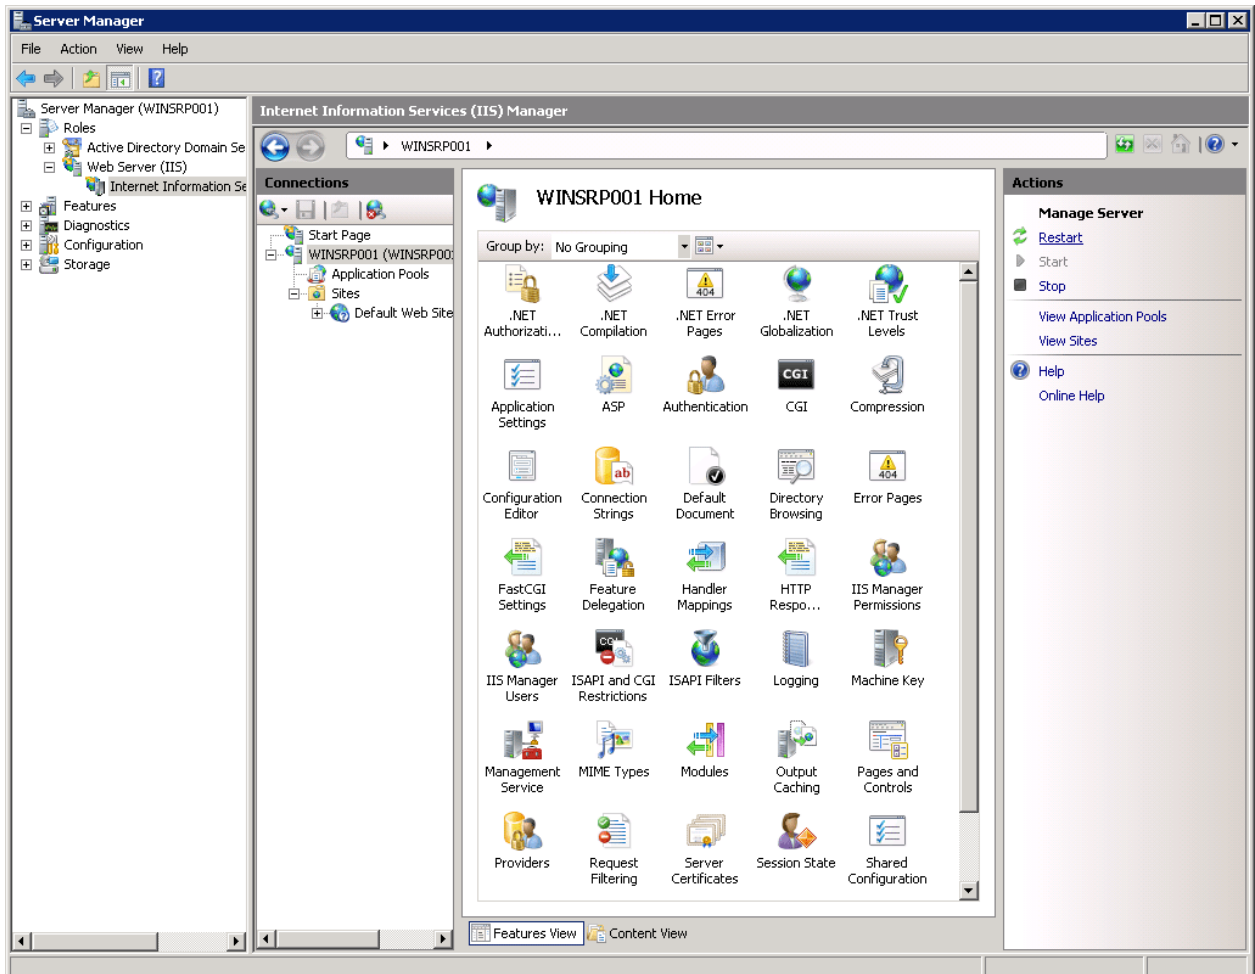 Server Manager
File Action View Help
Server Manager (WINSRP001)
Roles
Active Directory Domain Se
Web Server (IIS)
Internet Information Se
Features
Diagnostics
Configuration
Storage
Internet Information Services (IIS) Manager
WINSRP001
Connections
Start Page
WINSRP001 (WINSRP00
Application Pools
Sites
Default Web Site
WINSRP001 Home
Group by: No Grouping
.NET Authorizati...
.NET Compilation
.NET Error Pages
.NET Globalization
.NET Trust Levels
Application Settings
ASP
Authentication
CGI
CGI
Compression
Configuration Editor
ab
Connection Strings
Default Document
Directory Browsing
404
Error Pages
FastCGI Settings
Feature Delegation
Handler Mappings
HTTP Respo...
IIS Manager Permissions
IIS Manager Users
ISAPI and CGI Restrictions
ISAPI Filters
Logging
Machine Key
Management Service
MIME Types
Modules
Output Caching
Pages and Controls
Providers
Request Filtering
Server Certificates
Session State
Shared Configuration
Features View
Content View
Actions
Manage Server
Restart
Start
Stop
View Application Pools
View Sites
Help
Online Help